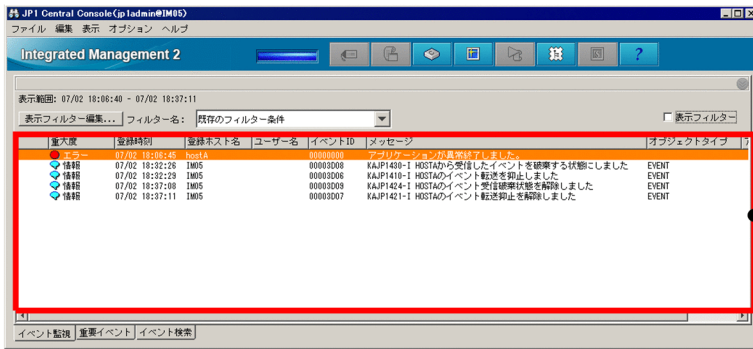 JP1 Central Console(jp1admin@IM05)
ファイル 編集 表示 オプション ヘルプ
Integrated Management 2
表示範囲: 07/02 18:06:40 - 07/02 18:37:11
表示フィルター編集... フィルター名: 既存のフィルター条件 表示フィルター
重大度 登録時刻 登録ホスト名 ユーザー名 イベントID メッセージ オブジェクトタイプ
エラー 07/02 18:06:45 hostA 00000000 アプリケーションが異常終了しました。
情報 07/02 18:32:26 IM05 00003D08 KAJP1430-I HOSTAから受信したイベントを破棄する状態にしました EVENT
情報 07/02 18:32:29 IM05 00003D06 KAJP1410-I HOSTAのイベント転送を抑止しました EVENT
情報 07/02 18:37:08 IM05 00003D09 KAJP1424-I HOSTAのイベント受信破棄状態を解除しました EVENT
情報 07/02 18:37:11 IM05 00003D07 KAJP1421-I HOSTAのイベント転送抑止を解除しました EVENT
イベント監視 重要イベント イベント検索